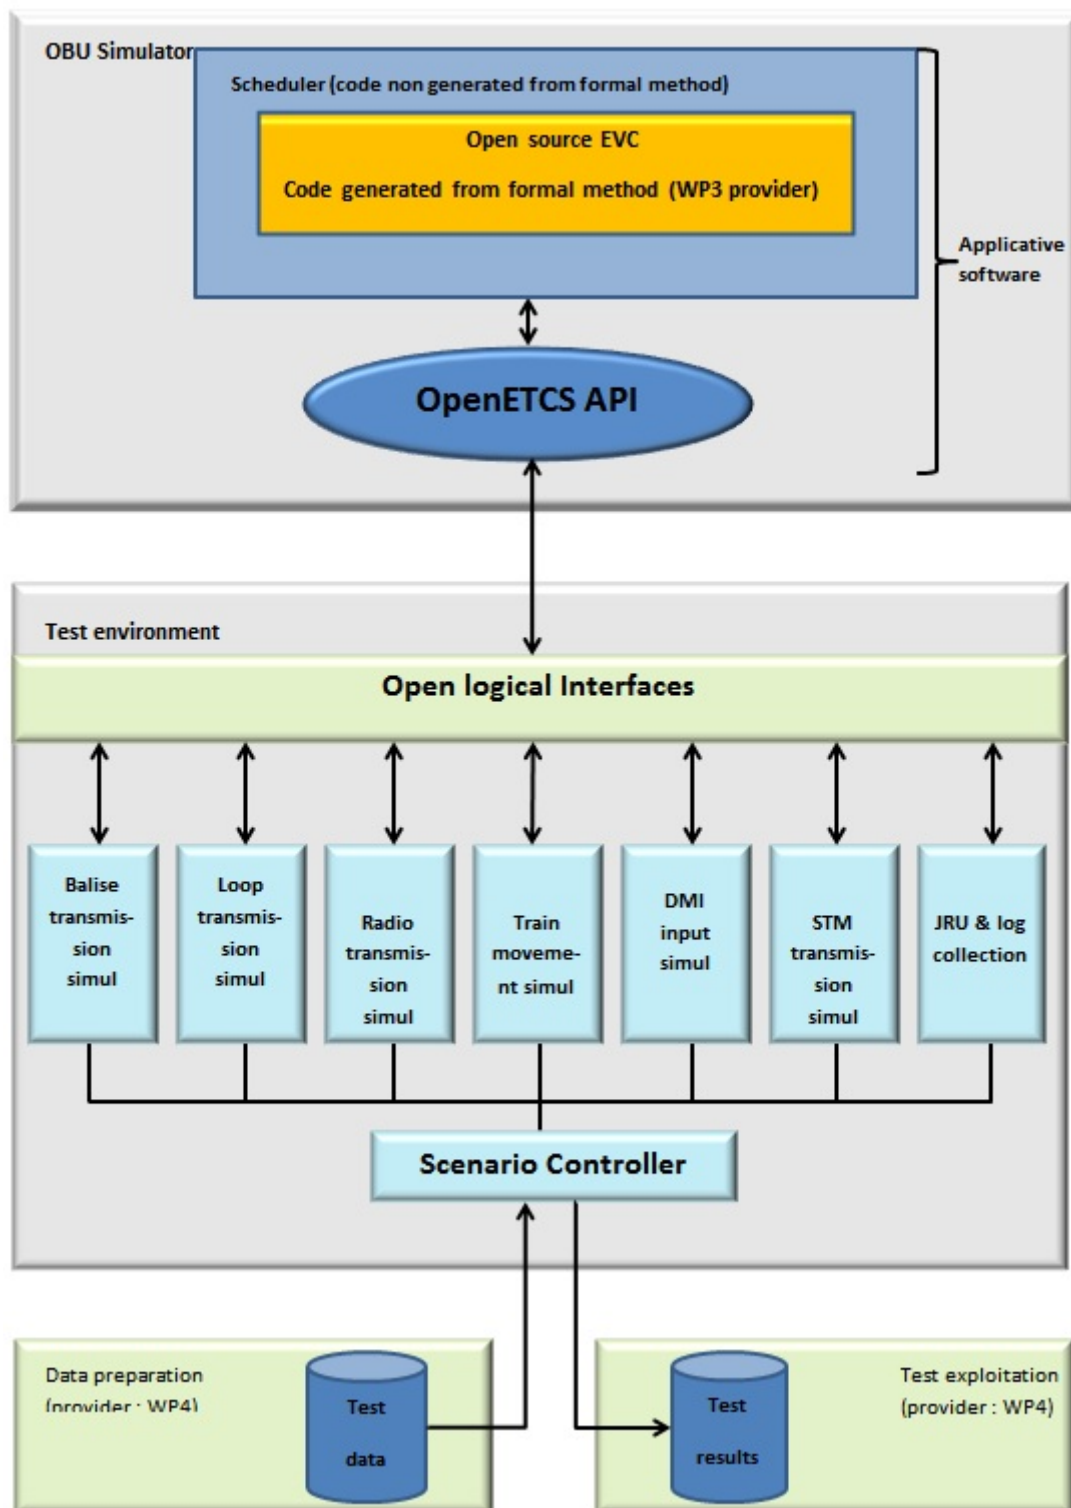 OBU Simulator
Scheduler (code non generated from formal method)
Open source EVC
Code generated from formal method (WP3 provider)
Applicative
software
OpenETCS API
Test environment
Open logical Interfaces
Balise
transmis-
sion
simul
Loop
transmis-
sion
simul
Radio
transmis-
sion
simul
Train
moveme-
nt simul
DMI
input
simul
STM
transmis-
sion
simul
JRU & log
collection
Scenario Controller
Data preparation
(provider : WP4)
Test
data
Test
results
Test exploitation
(provider : WP4)